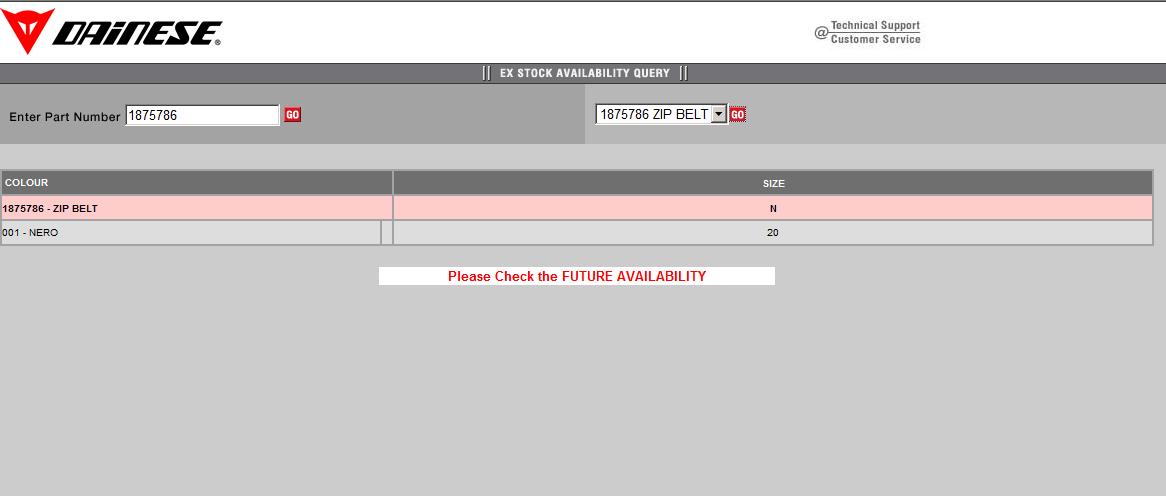 DAINESE®
@ Technical Support
Customer Service
|| EX STOCK AVAILABILITY QUERY ||
Enter Part Number 1875786 GO 1875786 ZIP BELT GO
COLOUR SIZE
1875786 - ZIP BELT N
001 - NERO 20
Please Check the FUTURE AVAILABILITY